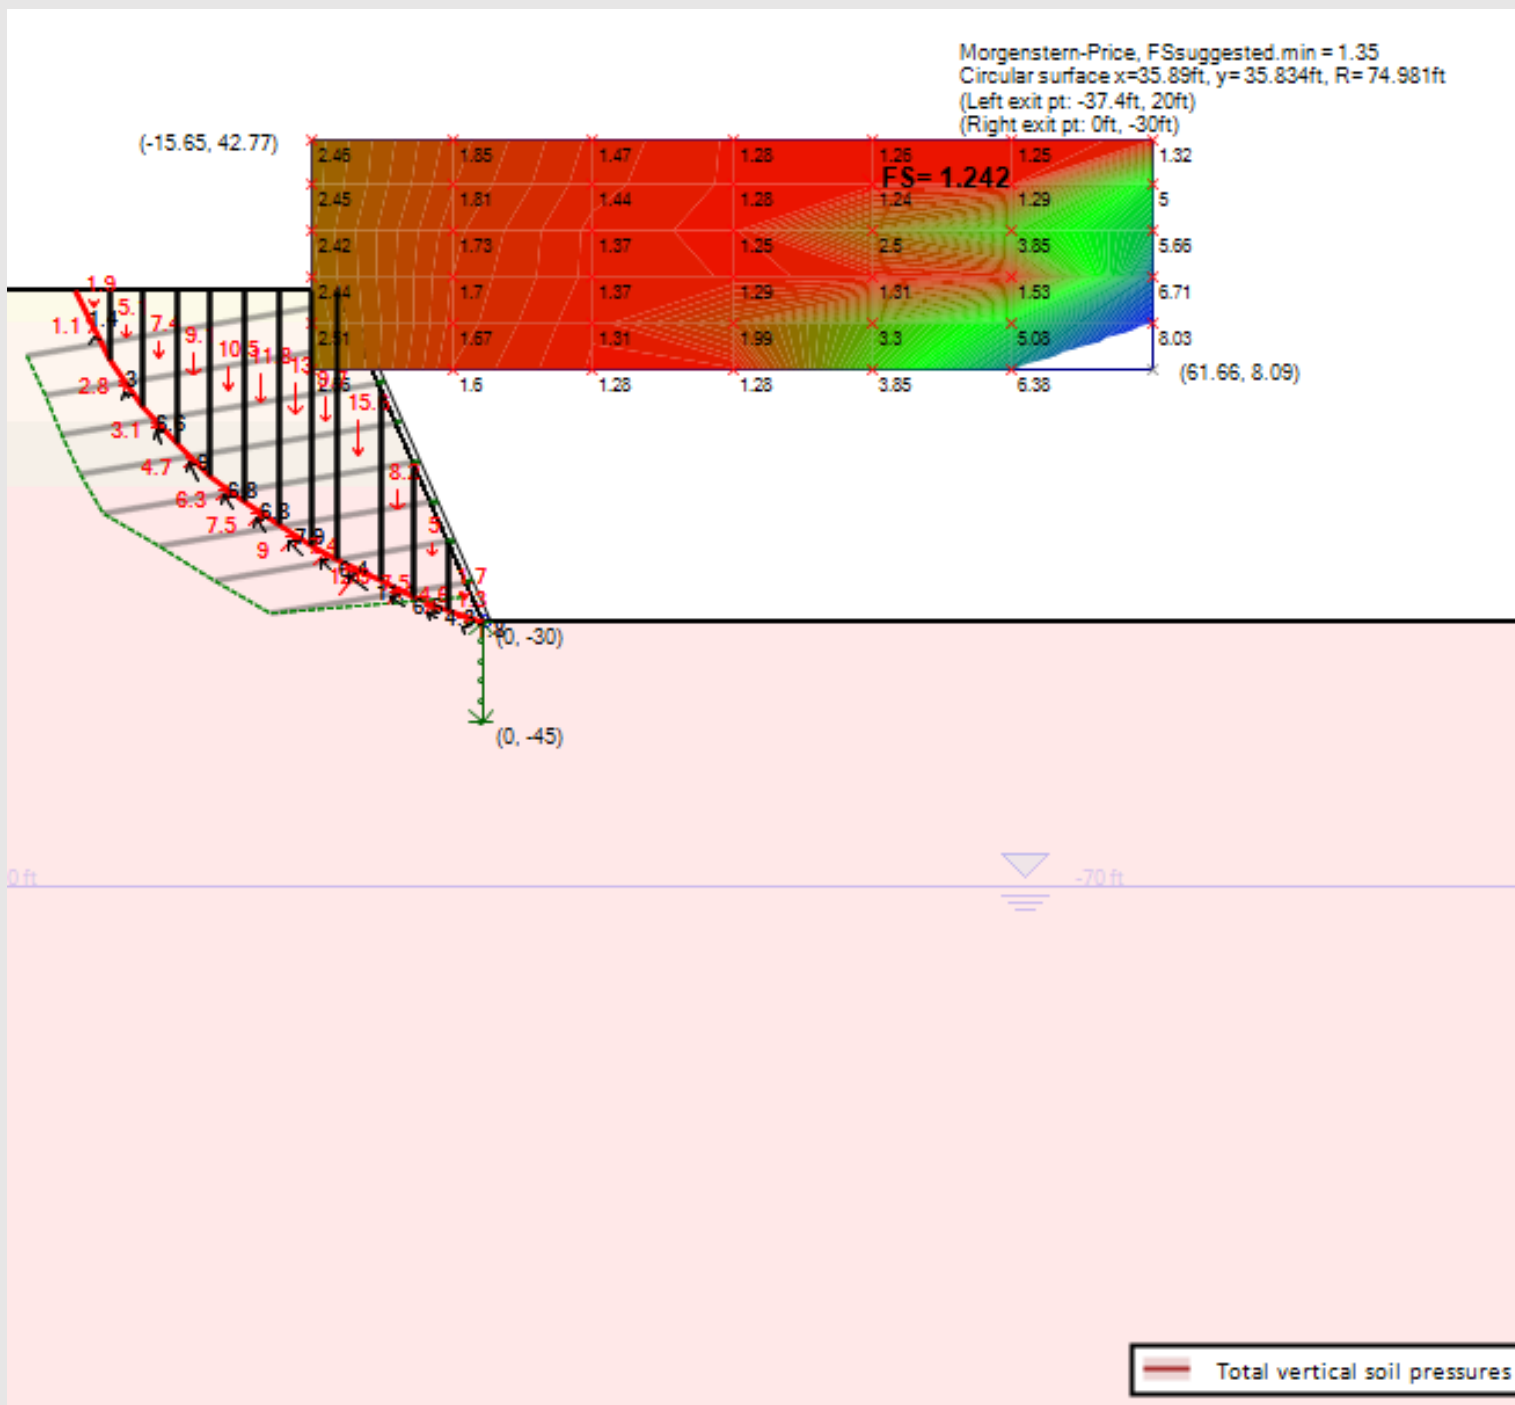 Morgenstern-Price, FSsuggested.min = 1.35
Circular surface x=35.89ft, y= 35.834ft, R= 74.981ft
(Left exit pt: -37.4ft, 20ft)
(Right exit pt: 0ft, -30ft)
(-15.65, 42.77)
2.46 1.85 1.47 1.28 1.26 1.25 1.32
FS= 1.242
2.45 1.81 1.44 1.28 1.24 1.29 5
2.42 1.73 1.37 1.25 2.5 3.85 5.66
2.44 1.7 1.37 1.29 1.31 1.53 6.71
2.51 1.67 1.31 1.99 3.3 5.08 8.03
1.6 1.28 1.28 3.85 6.38
(61.66, 8.09)
1.9
1.1
10.5
11.8
2.8
3
3.1
6.6
4.7
6.3
6.8
7.5
6.8
9
7.9
(0, -30)
(0, -45)
0 ft
-70 ft
Total vertical soil pressures